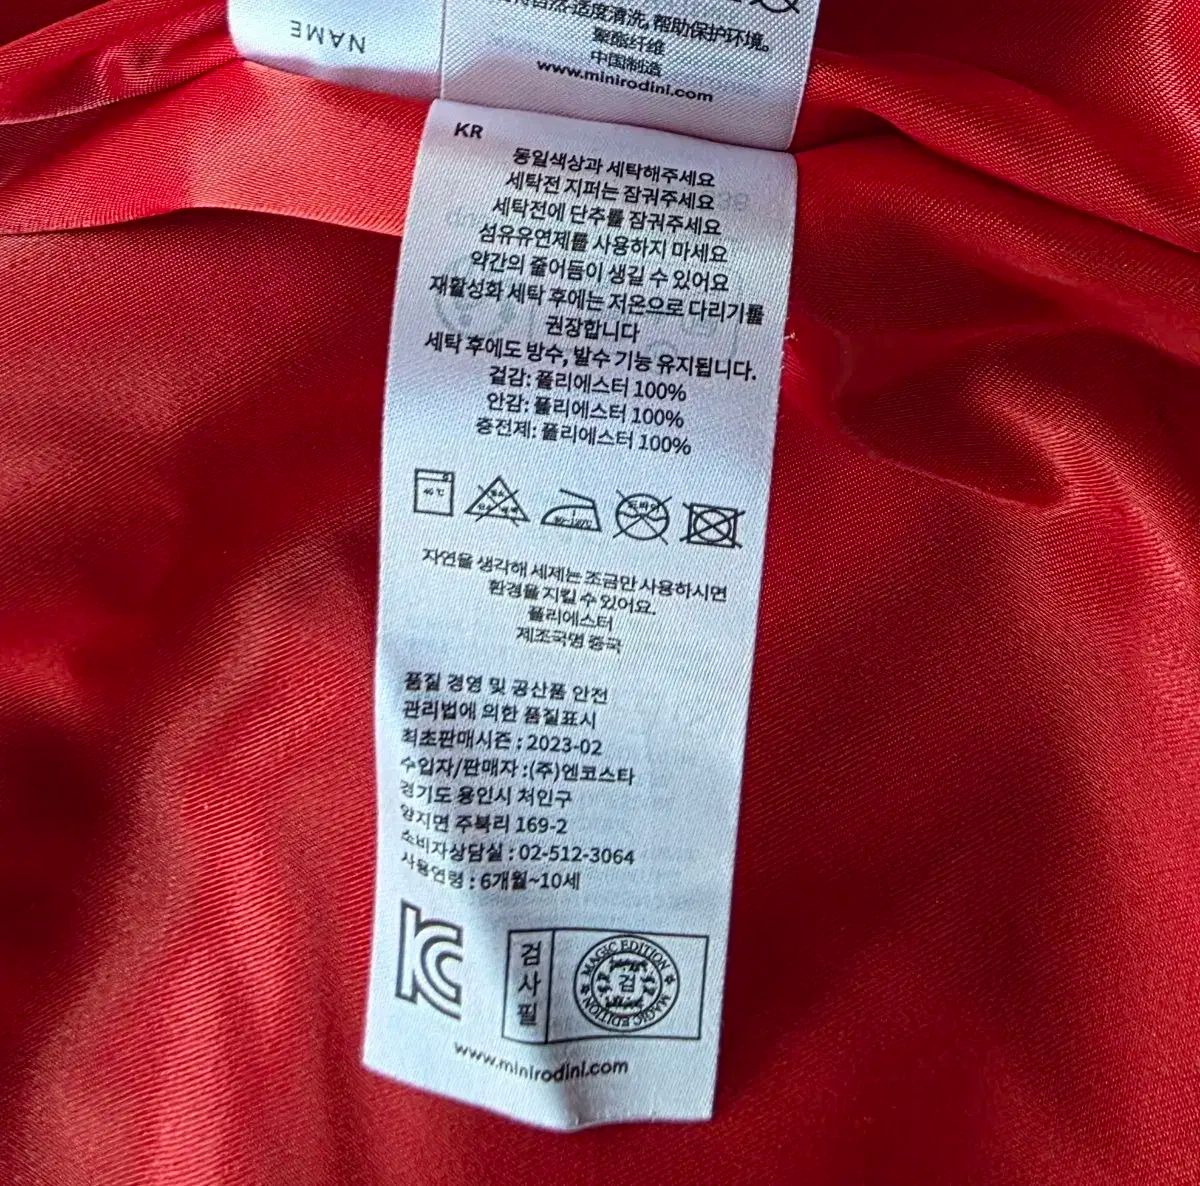 NAME
自然.适度清洗,帮助保护环境。
聚酯纤维
中国制造
www.minirodini.com
KR
동일색상과 세탁해주세요
세탁전 지퍼는 잠궈주세요
세탁전에 단추를 잠궈주세요
섬유유연제를 사용하지 마세요
약간의 줄어듬이 생길 수 있어요
재활성화 세탁 후에는 저온으로 다리기를
권장합니다
세탁 후에도 방수, 발수 기능 유지됩니다.
겉감: 폴리에스터 100%
안감: 폴리에스터 100%
충전제: 폴리에스터 100%
40℃
드라이
자연을 생각해 세제는 조금만 사용하시면
환경을 지킬 수 있어요.
폴리에스터
제조국명 중국
품질 경영 및 공산품 안전
관리법에 의한 품질표시
최초판매시즌 : 2023-02
수입자/판매자 :(주)엔코스타
경기도 용인시 처인구
양지면 주북리 169-2
소비자상담실 : 02-512-3064
사용연령 : 6개월~10세
KC
검사필
MAGIC EDITION
검
MAGIC EDITION
www.minirodini.com